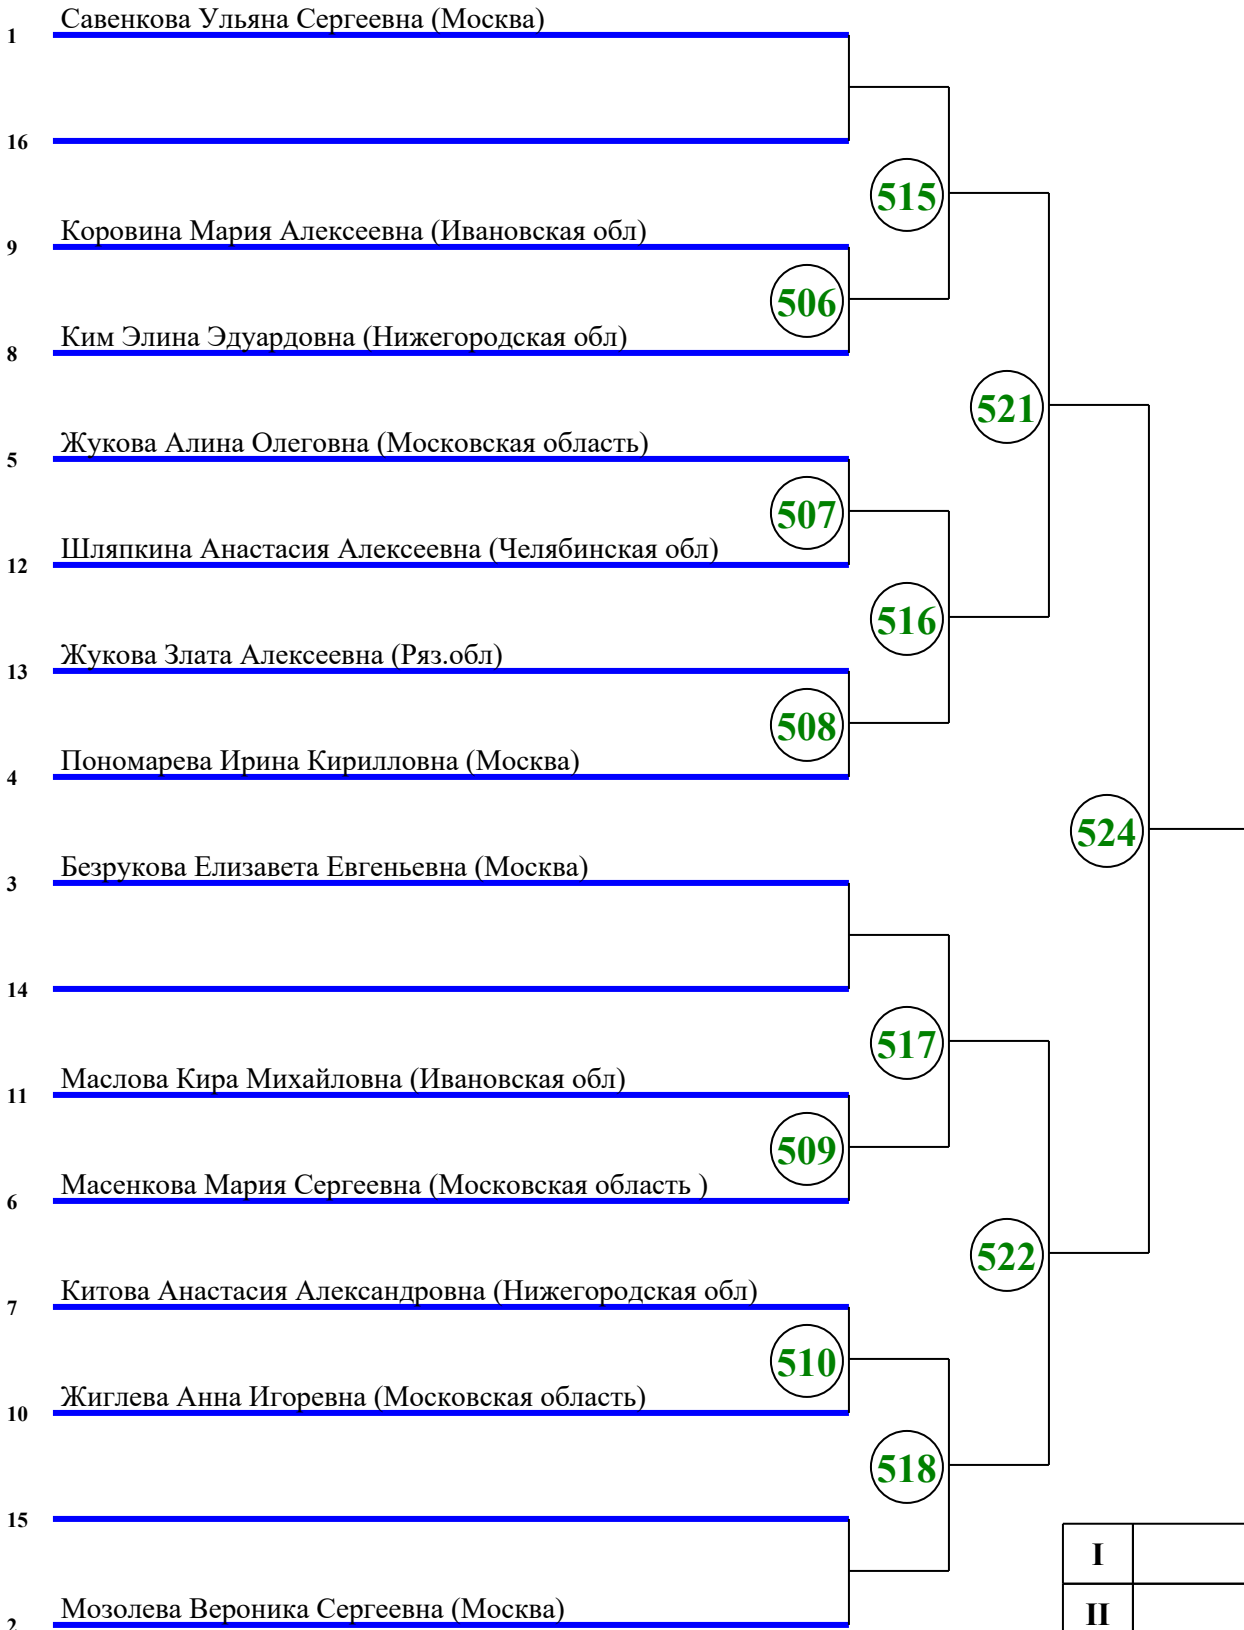 Савенкова Ульяна Сергеевна (Москва)
1
16
515
Коровина Мария Алексеевна (Ивановская обл)
9
506
Ким Элина Эдуардовна (Нижегородская обл)
8
521
Жукова Алина Олеговна (Московская область)
5
507
Шляпкина Анастасия Алексеевна (Челябинская обл)
12
516
Жукова Злата Алексеевна (Ряз.обл)
13
508
Пономарева Ирина Кирилловна (Москва)
4
524
Безрукова Елизавета Евгеньевна (Москва)
3
14
517
Маслова Кира Михайловна (Ивановская обл)
11
509
Масенкова Мария Сергеевна (Московская область )
6
522
Китова Анастасия Александровна (Нижегородская обл)
7
510
Жиглева Анна Игоревна (Московская область)
10
518
15
I
Мозолева Вероника Сергеевна (Москва)
2
II